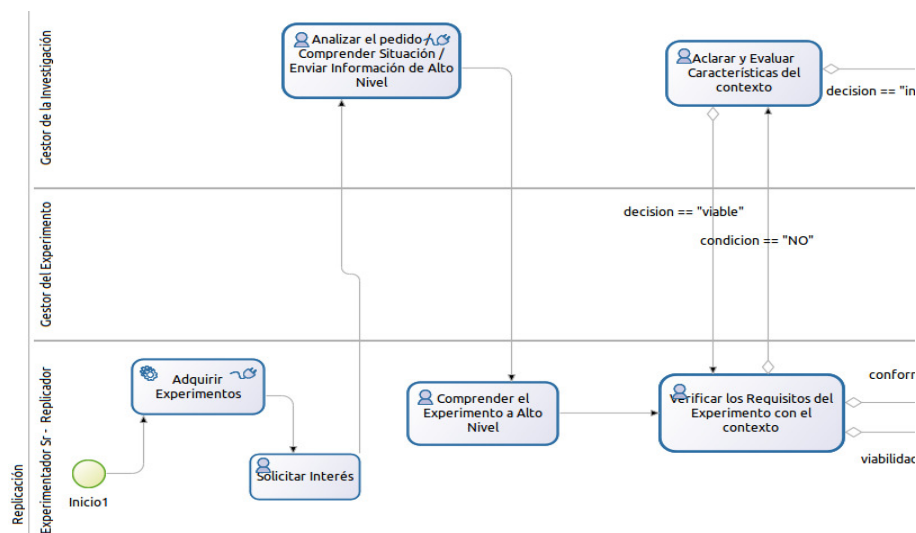 Replicación
Gestor de la Investigación
Analizar el pedido
Comprender Situación /
Enviar Información de Alto
Nivel
Aclarar y Evaluar
Características del
contexto
decision == "in
Gestor del Experimento
decision == "viable"
condicion == "NO"
Experimentador Sr - Replicador
Inicio1
Adquirir
Experimentos
Solicitar Interés
Comprender el
Experimento a Alto
Nivel
Verificar los Requisitos del
Experimento con el
contexto
conform
viabilidad